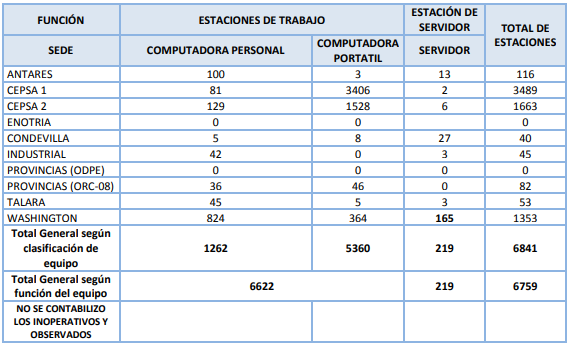 FUNCIÓN ESTACIONES DE TRABAJO ESTACIÓN DE SERVIDOR TOTAL DE ESTACIONES
SEDE COMPUTADORA PERSONAL COMPUTADORA PORTATIL SERVIDOR
ANTARES 100 3 13 116
CEPSA 1 81 3406 2 3489
CEPSA 2 129 1528 6 1663
ENOTRIA 0 0 0
CONDEVILLA 5 8 27 40
INDUSTRIAL 42 0 3 45
PROVINCIAS (ODPE) 0 0
PROVINCIAS (ORC-08) 36 46 0 82
TALARA 45 5 3 53
WASHINGTON 824 364 165 1353
Total General según clasificación de equipo 1262 5360 219 6841
Total General según función del equipo 6622 219 6759
NO SE CONTABILIZO LOS INOPERATIVOS Y OBSERVADOS